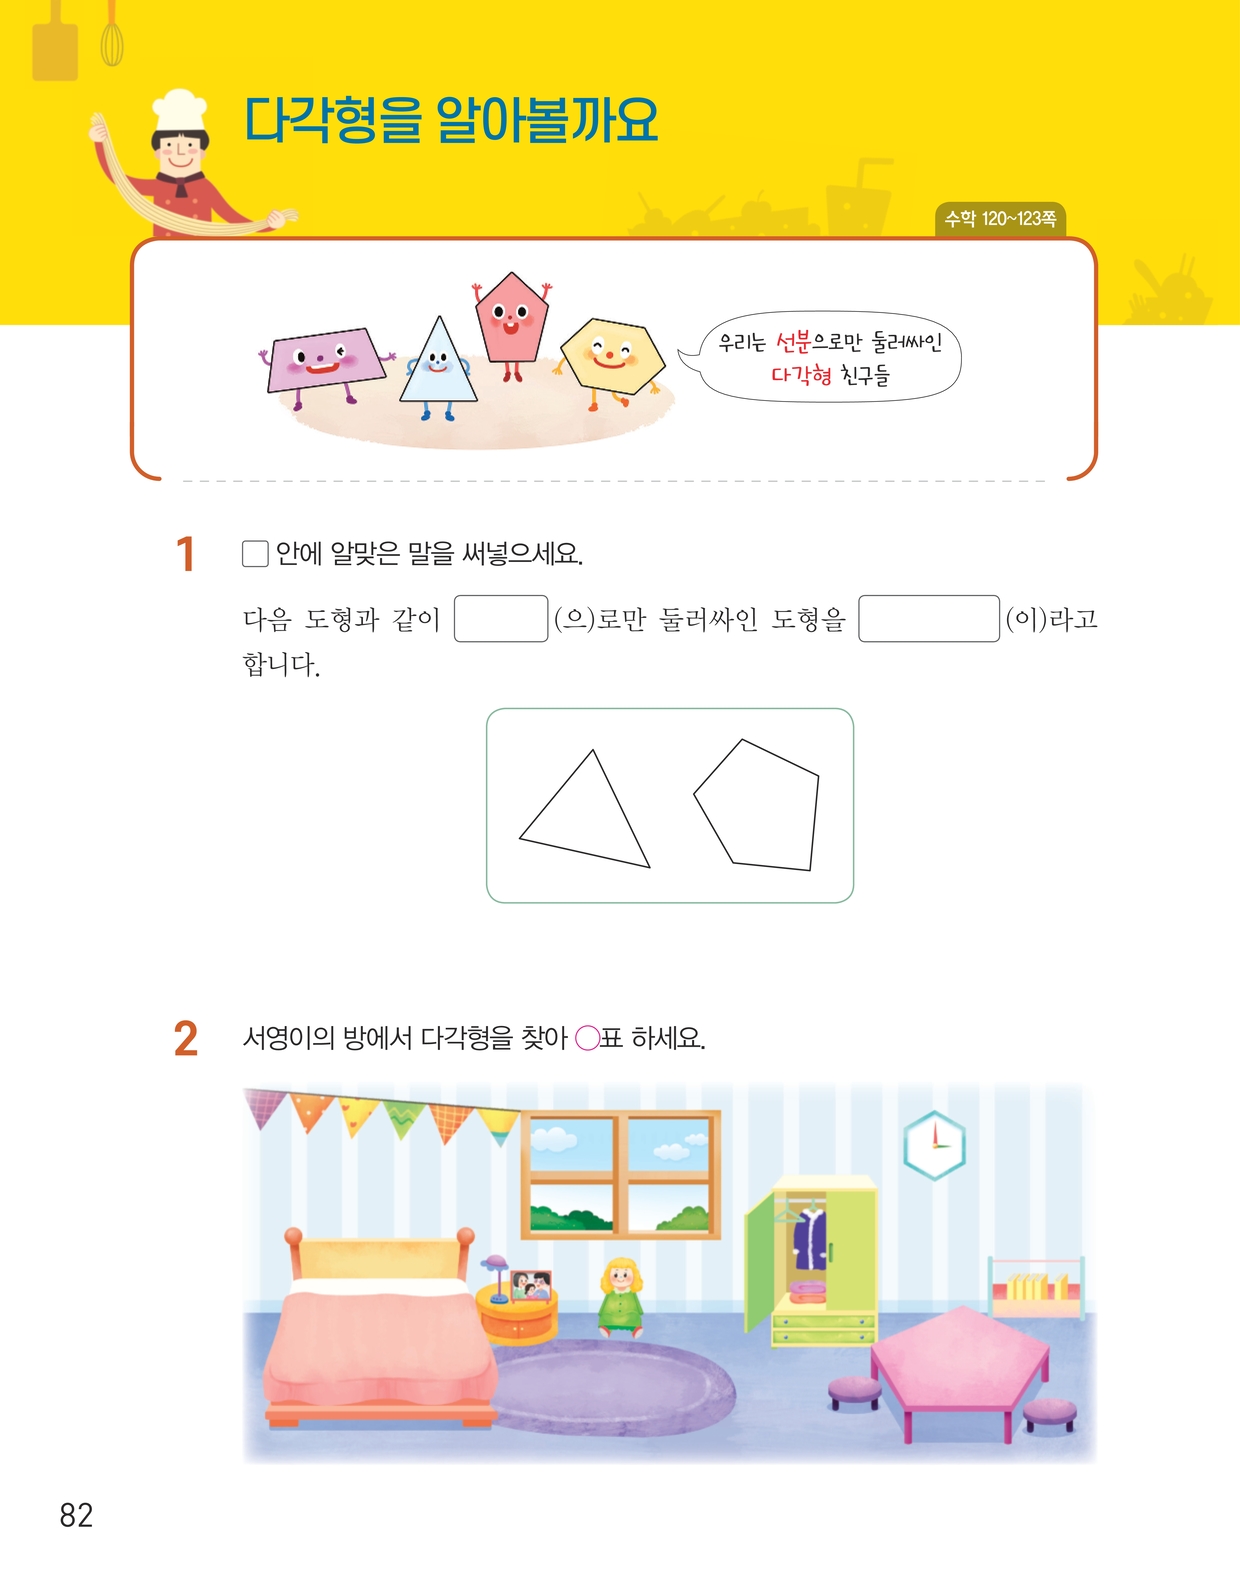 다각형을 알아볼까요
수학 120~123쪽
우리는 선분으로만 둘러싸인
다각형 친구들
1 □ 안에 알맞은 말을 써넣으세요.
다음 도형과 같이 (으)로만 둘러싸인 도형을 (이)라고
합니다.
2 서영이의 방에서 다각형을 찾아 ○표 하세요.
82